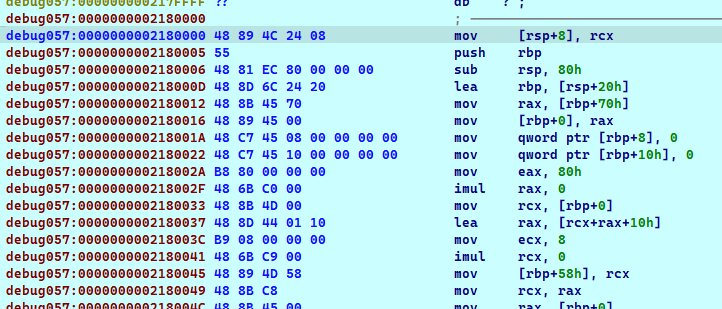 debug057:000000000217FFFF ?? db ? ;
debug057:0000000002180000 ;
debug057:0000000002180000 48 89 4C 24 08 mov [rsp+8], rcx
debug057:0000000002180005 55 push rbp
debug057:0000000002180006 48 81 EC 80 00 00 00 sub rsp, 80h
debug057:000000000218000D 48 8D 6C 24 20 lea rbp, [rsp+20h]
debug057:0000000002180012 48 8B 45 70 mov rax, [rbp+70h]
debug057:0000000002180016 48 89 45 00 mov [rbp+0], rax
debug057:000000000218001A 48 C7 45 08 00 00 00 00 mov qword ptr [rbp+8], 0
debug057:0000000002180022 48 C7 45 10 00 00 00 00 mov qword ptr [rbp+10h], 0
debug057:000000000218002A B8 80 00 00 00 mov eax, 80h
debug057:000000000218002F 48 6B C0 00 imul rax, 0
debug057:0000000002180033 48 8B 4D 00 mov rcx, [rbp+0]
debug057:0000000002180037 48 8D 44 01 10 lea rax, [rcx+rax+10h]
debug057:000000000218003C B9 08 00 00 00 mov ecx, 8
debug057:0000000002180041 48 6B C9 00 imul rcx, 0
debug057:0000000002180045 48 89 4D 58 mov [rbp+58h], rcx
debug057:0000000002180049 48 8B C8 mov rcx, rax
debug057:000000000218004C 48 8B 45 00 mov rax, [rbp+0]